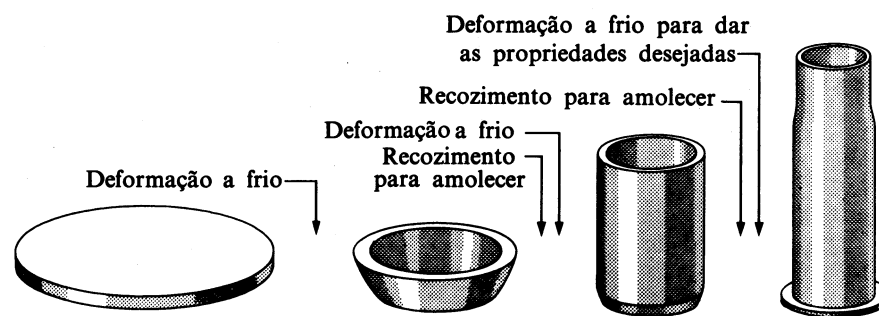 Deformação a frio para dar
as propriedades desejadas
Recozimento para amolecer
Deformação a frio
Recozimento
para amolecer
Deformação a frio